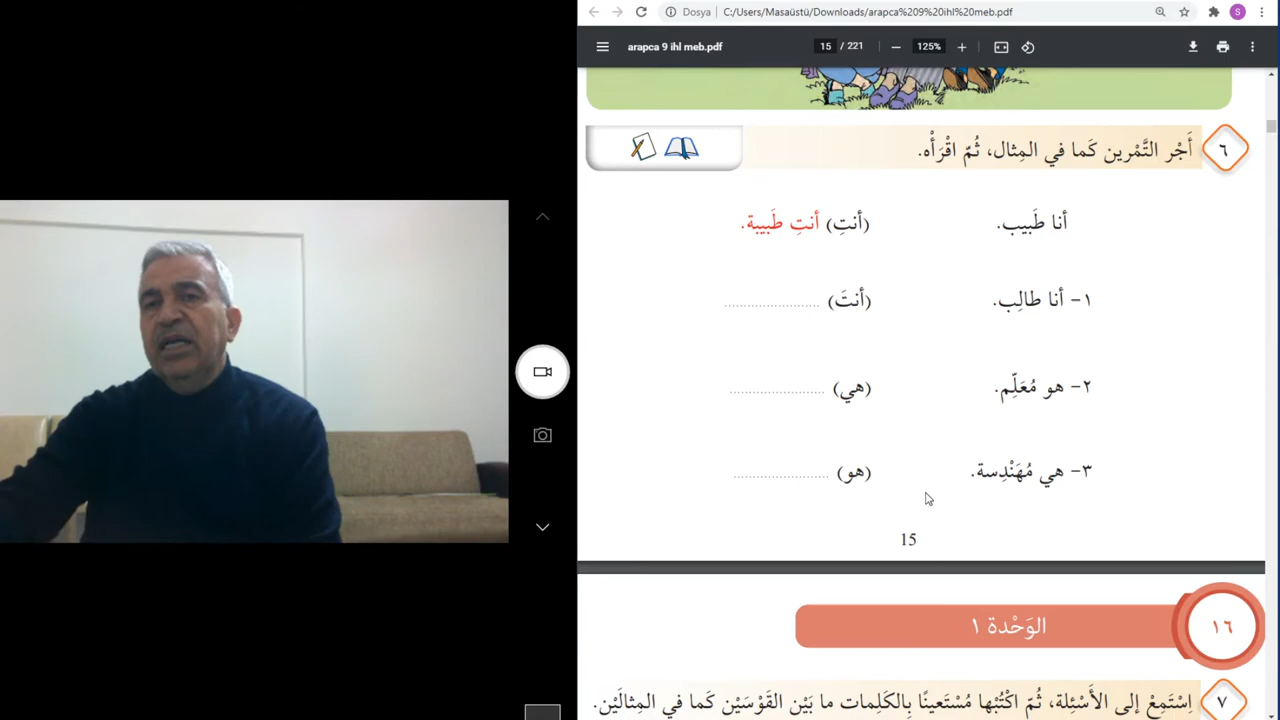 Dosya
C:/Users/Masaüstü/Downloads/arapca%209%20ihl%20meb.pdf
S
arapca 9 ihl meb.pdf
15 / 221
125%
٦ أَجْر التَّمْرين كَما في المِثال، ثُمّ اقْرَأْه.
أنا طَبيب. (أنتِ) أنتِ طَبيبة.
١- أنا طالِب. (أنتَ) ........................
٢- هو مُعَلِّم. (هي) ........................
٣- هي مُهَنْدِسة. (هو) ........................
15
١٦ الوَحْدة ١
٧ اِسْتَمِعْ إلى الأَسْئِلة، ثُمّ اكْتُبْها مُسْتَعينًا بِالكَلِمات ما بَيْن القَوْسَيْن كَما في المِثالَيْن.